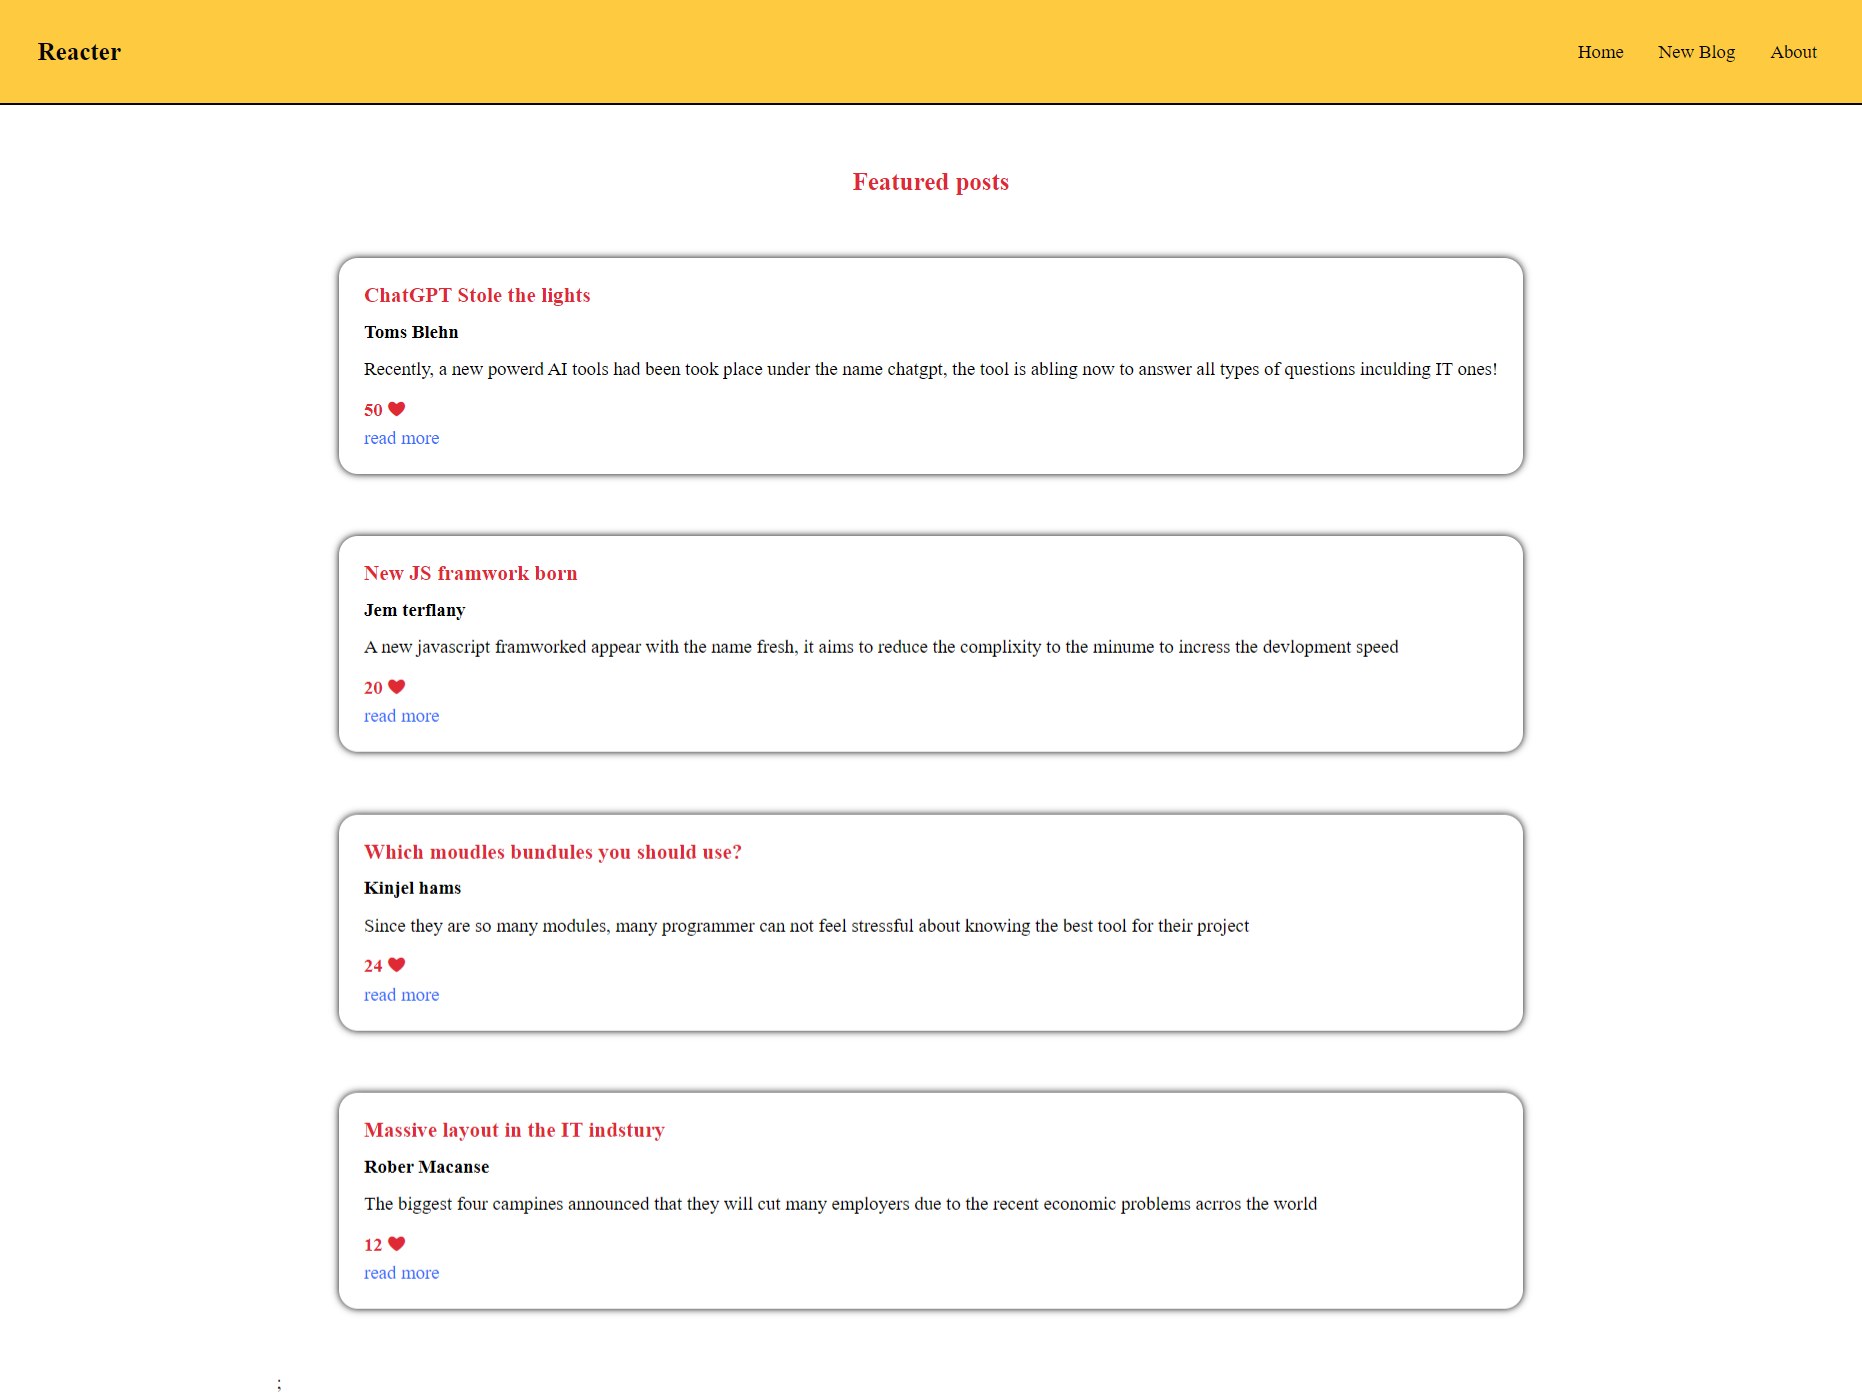 Reacter
Home New Blog About
Featured posts
ChatGPT Stole the lights
Toms Blehn
Recently, a new powerd AI tools had been took place under the name chatgpt, the tool is abling now to answer all types of questions inculding IT ones!
50
read more
New JS framwork born
Jem terflany
A new javascript framworked appear with the name fresh, it aims to reduce the complixity to the minume to incress the devlopment speed
20
read more
Which moudles bundules you should use?
Kinjel hams
Since they are so many modules, many programmer can not feel stressful about knowing the best tool for their project
24
read more
Massive layout in the IT indstury
Rober Macanse
The biggest four campines announced that they will cut many employers due to the recent economic problems acrros the world
12
read more
;